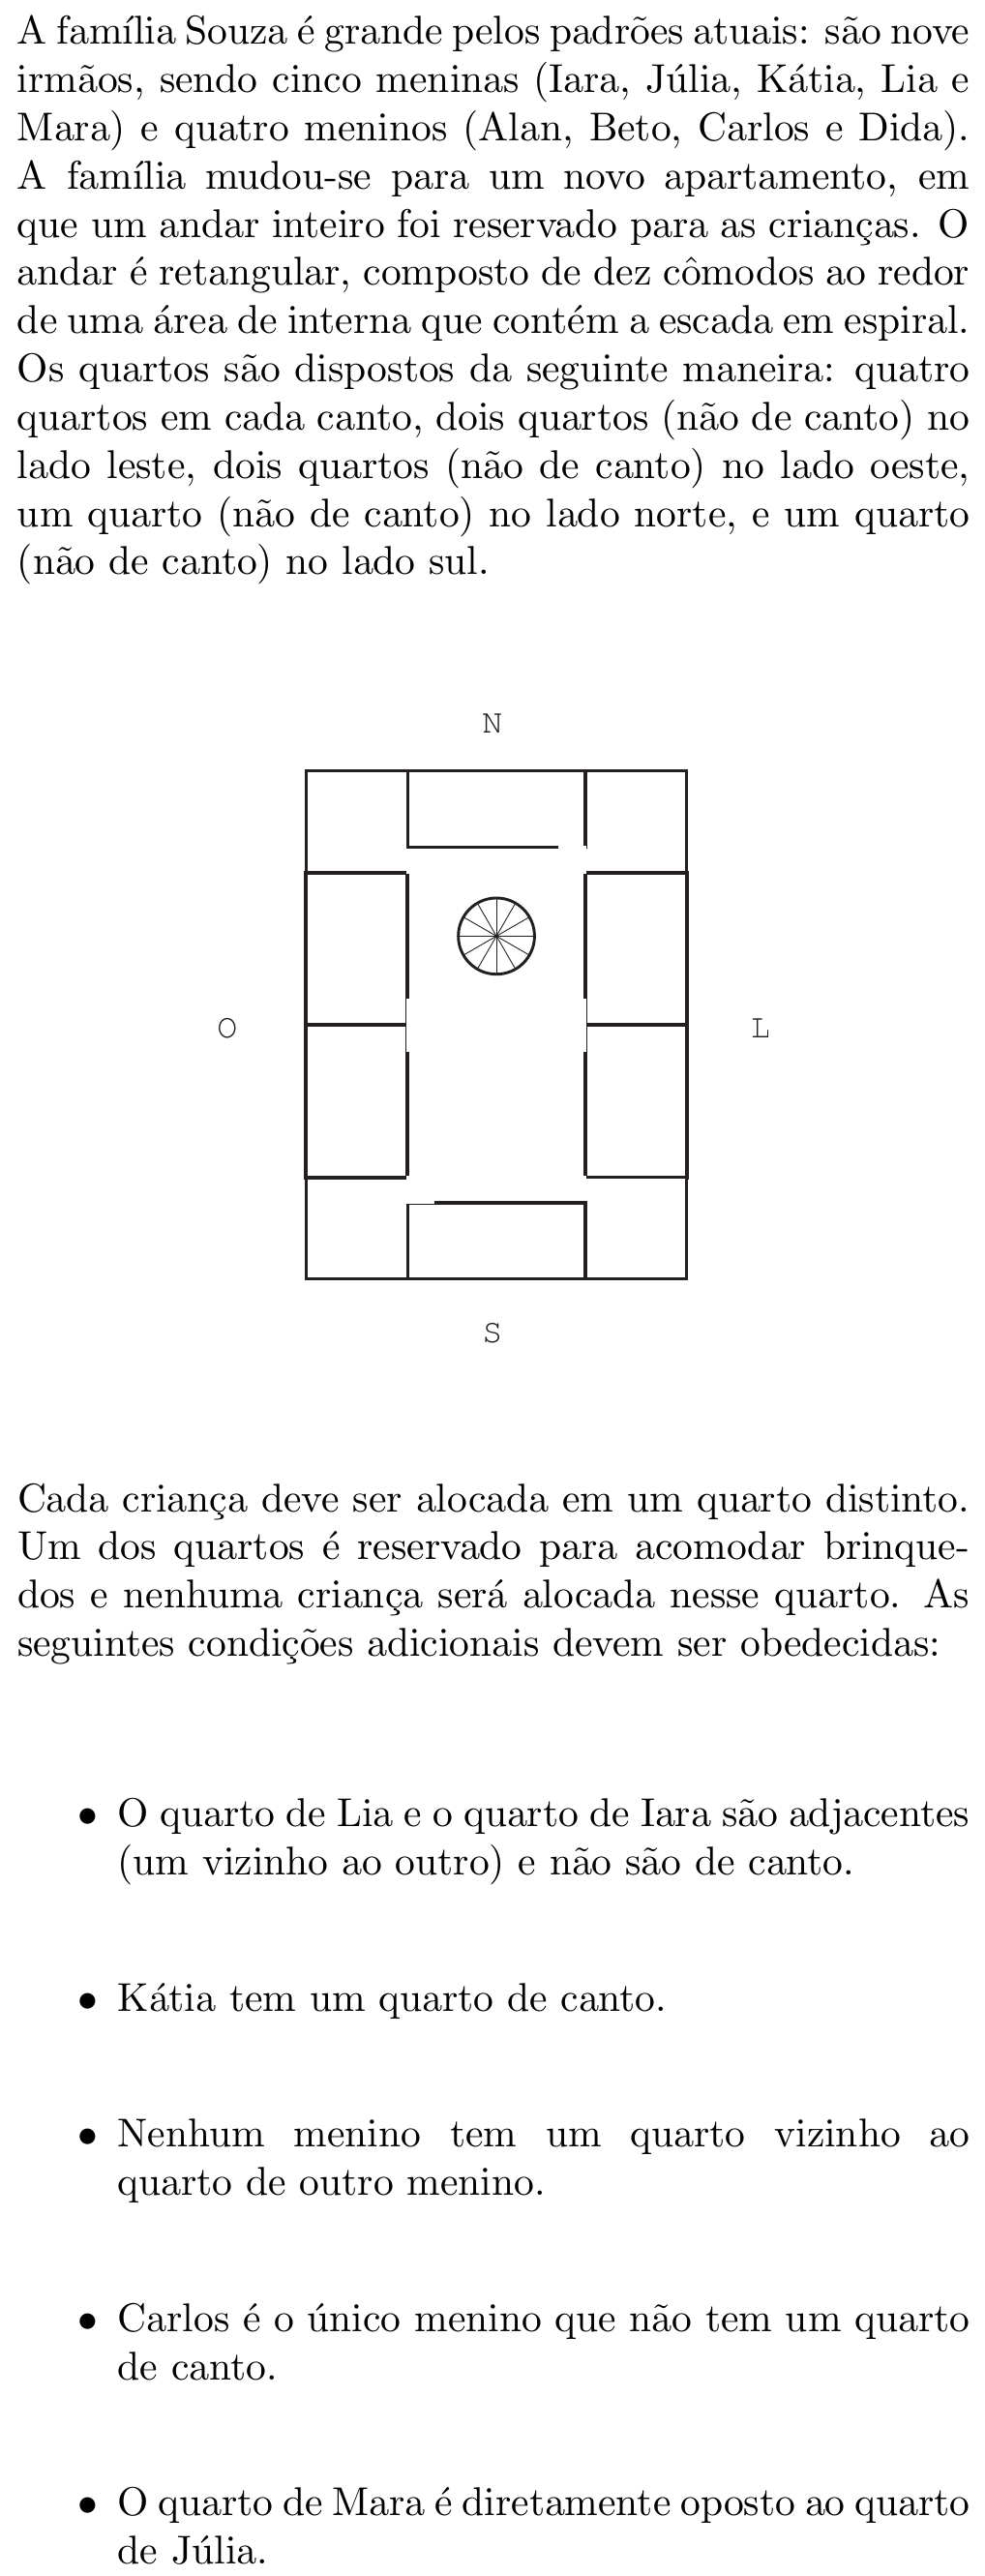 A família Souza é grande pelos padrões atuais: são nove
irmãos, sendo cinco meninas (Iara, Júlia, Kátia, Lia e
Mara) e quatro meninos (Alan, Beto, Carlos e Dida).
A família mudou-se para um novo apartamento, em
que um andar inteiro foi reservado para as crianças. O
andar é retangular, composto de dez cômodos ao redor
de uma área de interna que contém a escada em espiral.
Os quartos são dispostos da seguinte maneira: quatro
quartos em cada canto, dois quartos (não de canto) no
lado leste, dois quartos (não de canto) no lado oeste,
um quarto (não de canto) no lado norte, e um quarto
(não de canto) no lado sul.
N
O
L
S
Cada criança deve ser alocada em um quarto distinto.
Um dos quartos é reservado para acomodar brinque-
dos e nenhuma criança será alocada nesse quarto. As
seguintes condições adicionais devem ser obedecidas:
• O quarto de Lia e o quarto de Iara são adjacentes
(um vizinho ao outro) e não são de canto.
• Kátia tem um quarto de canto.
• Nenhum menino tem um quarto vizinho ao
quarto de outro menino.
• Carlos é o único menino que não tem um quarto
de canto.
• O quarto de Mara é diretamente oposto ao quarto
de Júlia.